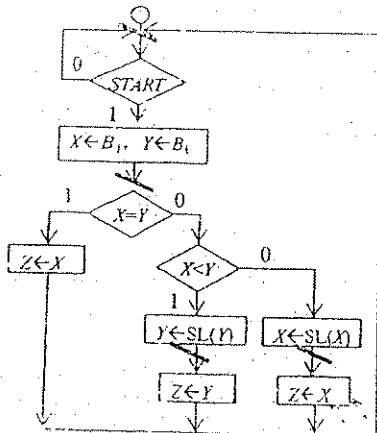 0
START
1
X←B₁, Y←B₁
1 X=Y 0
Z←X
X<Y 0
1
Y←SL(Y) X←SL(X)
Z←Y Z←X